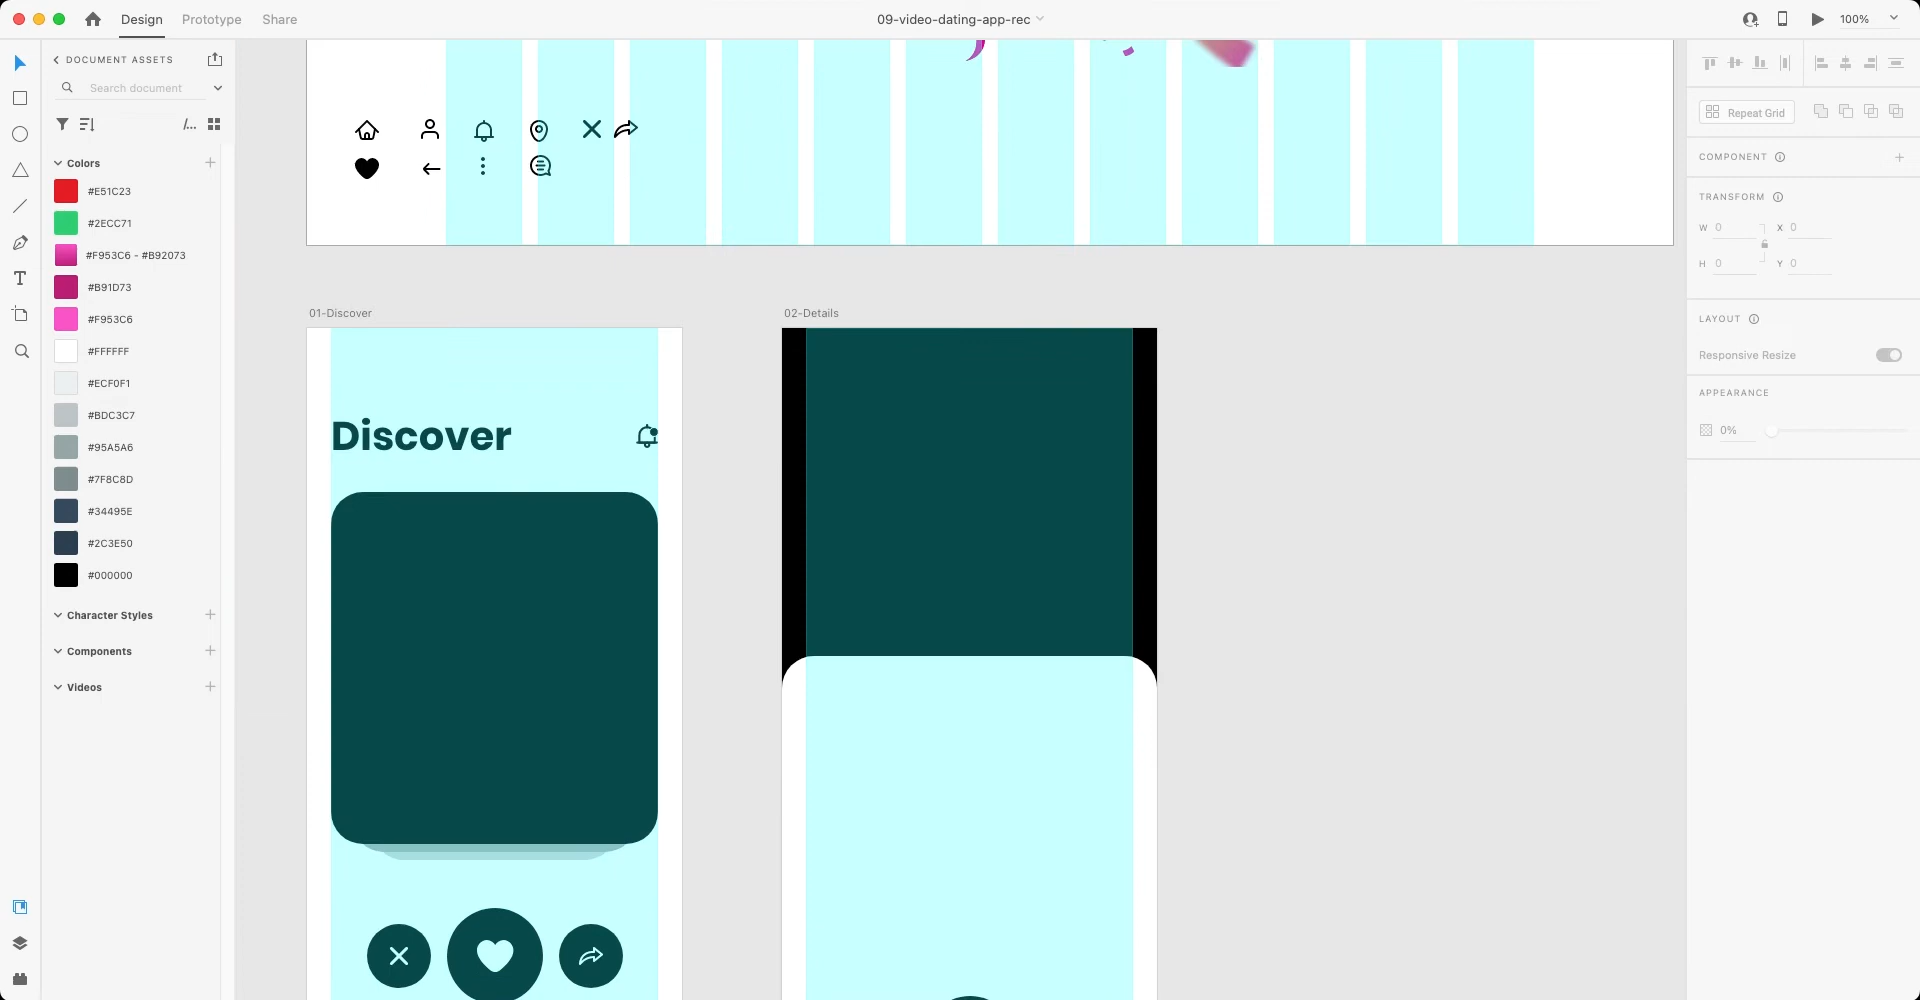 Design
Prototype
Share
09-video-dating-app-rec
100%
DOCUMENT ASSETS
Search document
/...
Colors
#E51C23
#2ECC71
#F953C6 - #B92073
#B91D73
#F953C6
#FFFFFF
#ECF0F1
#BDC3C7
#95A5A6
#7F8C8D
#34495E
#2C3E50
#000000
Character Styles
Components
Videos
01-Discover
Discover
02-Details
Repeat Grid
COMPONENT
TRANSFORM
W 0
X 0
H 0
Y 0
LAYOUT
Responsive Resize
APPEARANCE
0%